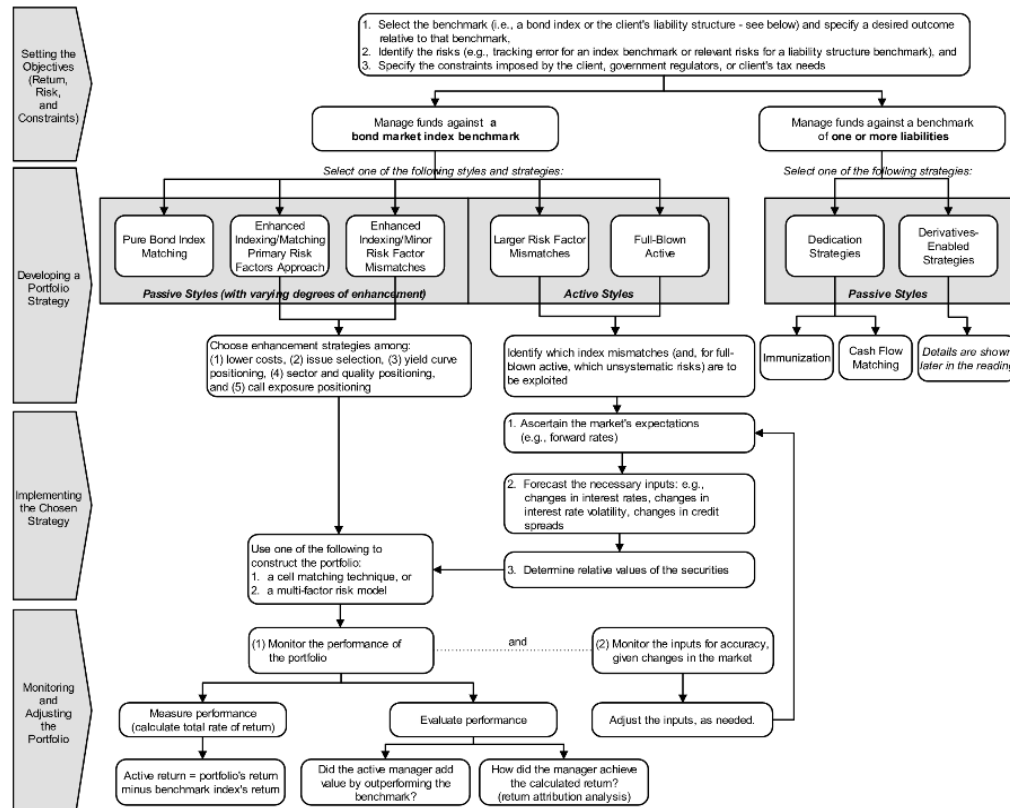 Setting the
Objectives
(Return,
Risk,
and
Constraints)
1. Select the benchmark (i.e., a bond index or the client's liability structure - see below) and specify a desired outcome
relative to that benchmark,
2. Identify the risks (e.g., tracking error for an index benchmark or relevant risks for a liability structure benchmark), and
3. Specify the constraints imposed by the client, government regulators, or client's tax needs
Manage funds against a
bond market index benchmark
Manage funds against a benchmark
of one or more liabilities
Developing a
Portfolio
Strategy
Select one of the following styles and strategies:
Select one of the following strategies:
Pure Bond Index
Matching
Enhanced
Indexing/Matching
Primary Risk
Factors Approach
Enhanced
Indexing/Minor
Risk Factor
Mismatches
Larger Risk Factor
Mismatches
Full-Blown
Active
Dedication
Strategies
Derivatives-
Enabled
Strategies
Passive Styles (with varying degrees of enhancement)
Active Styles
Passive Styles
Choose enhancement strategies among:
(1) lower costs, (2) issue selection, (3) yield curve
positioning, (4) sector and quality positioning,
and (5) call exposure positioning
Identify which index mismatches (and, for full-
blown active, which unsystematic risks) are to
be exploited
Immunization
Cash Flow
Matching
Details are shown
later in the reading
Implementing
the Chosen
Strategy
1. Ascertain the market's expectations
(e.g., forward rates)
2. Forecast the necessary inputs: e.g.,
changes in interest rates, changes in
interest rate volatility, changes in credit
spreads
3. Determine relative values of the securities
Use one of the following to
construct the portfolio:
1. a cell matching technique, or
2. a multi-factor risk model
Monitoring
and
Adjusting
the
Portfolio
(1) Monitor the performance of
the portfolio
and
(2) Monitor the inputs for accuracy,
given changes in the market
Measure performance
(calculate total rate of return)
Evaluate performance
Adjust the inputs, as needed.
Active return = portfolio's return
minus benchmark index's return
Did the active manager add
value by outperforming the
benchmark?
How did the manager achieve
the calculated return?
(return attribution analysis)